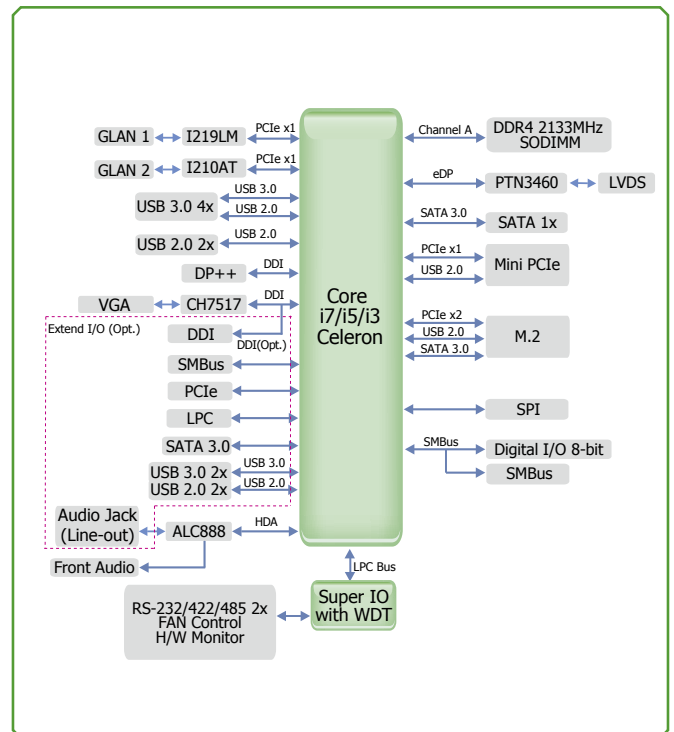 GLAN 1
I219LM
PCIe x1
GLAN 2
I210AT
PCIe x1
USB 3.0 4x
USB 3.0
USB 2.0
USB 2.0 2x
USB 2.0
DP++
DDI
VGA
CH7517
DDI
Extend I/O (Opt.)
DDI
DDI(Opt.)
SMBus
PCIe
LPC
SATA 3.0
USB 3.0 2x
USB 2.0 2x
USB 3.0
USB 2.0
Audio Jack
(Line-out)
ALC888
HDA
Front Audio
Core
i7/i5/i3
Celeron
Channel A
DDR4 2133MHz
SODIMM
eDP
PTN3460
LVDS
SATA 3.0
SATA 1x
PCIe x1
USB 2.0
Mini PCIe
PCIe x2
USB 2.0
SATA 3.0
M.2
SPI
SMBus
Digital I/O 8-bit
SMBus
LPC Bus
Super IO
with WDT
RS-232/422/485 2x
FAN Control
H/W Monitor